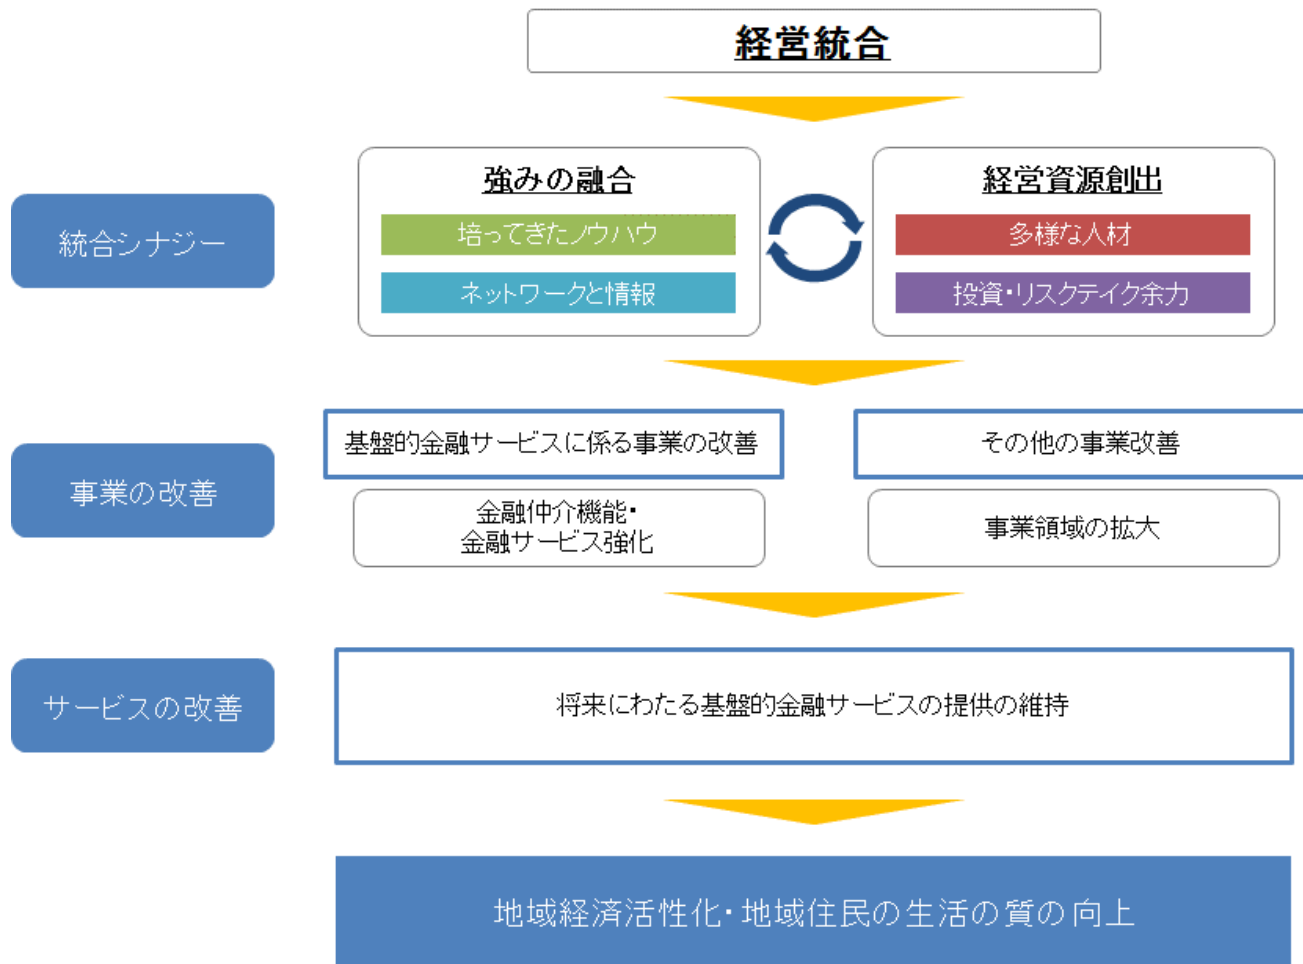 経営統合
統合シナジー
強みの融合
培ってきたノウハウ
ネットワークと情報
経営資源創出
多様な人材
投資・リスクテイク余力
事業の改善
基盤的金融サービスに係る事業の改善
金融仲介機能・
金融サービス強化
その他の事業改善
事業領域の拡大
サービスの改善
将来にわたる基盤的金融サービスの提供の維持
地域経済活性化・地域住民の生活の質の向上